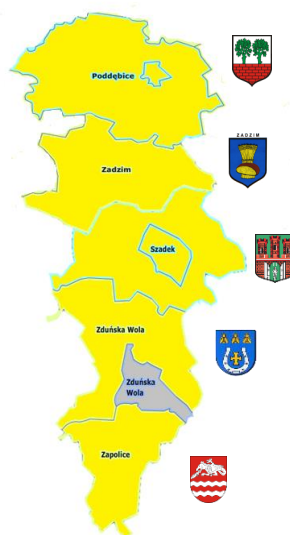 Poddębice
ZADZIM
Zadzim
Szadek
Zduńska Wola
Zduńska
Wola
Zapolice